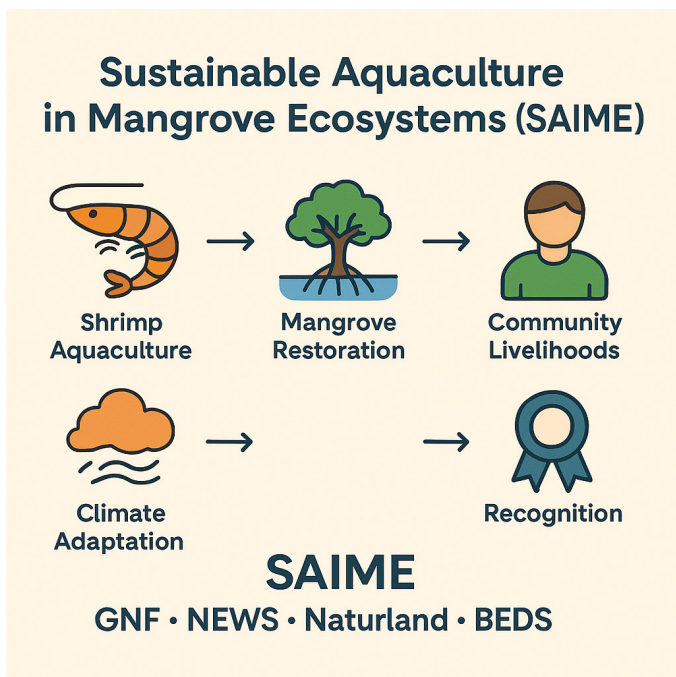 Sustainable Aquaculture
in Mangrove Ecosystems (SAIME)
Shrimp
Aquaculture
Mangrove
Restoration
Community
Livelihoods
Climate
Adaptation
Recognition
SAIME
GNF • NEWS • Naturland • BEDS